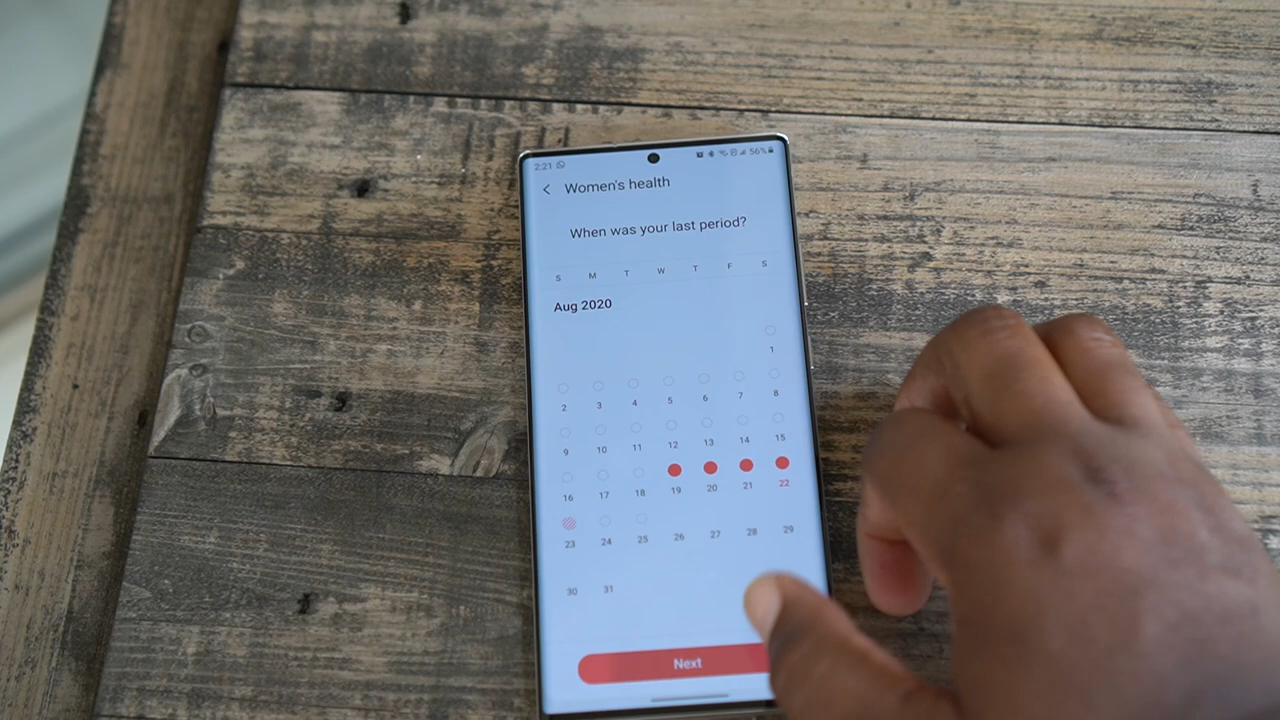 2:21 56%
Women's health
When was your last period?
S M T W T F S
Aug 2020
1
2 3 4 5 6 7 8
9 10 11 12 13 14 15
16 17 18 19 20 21 22
23 24 25 26 27 28 29
30 31
Next